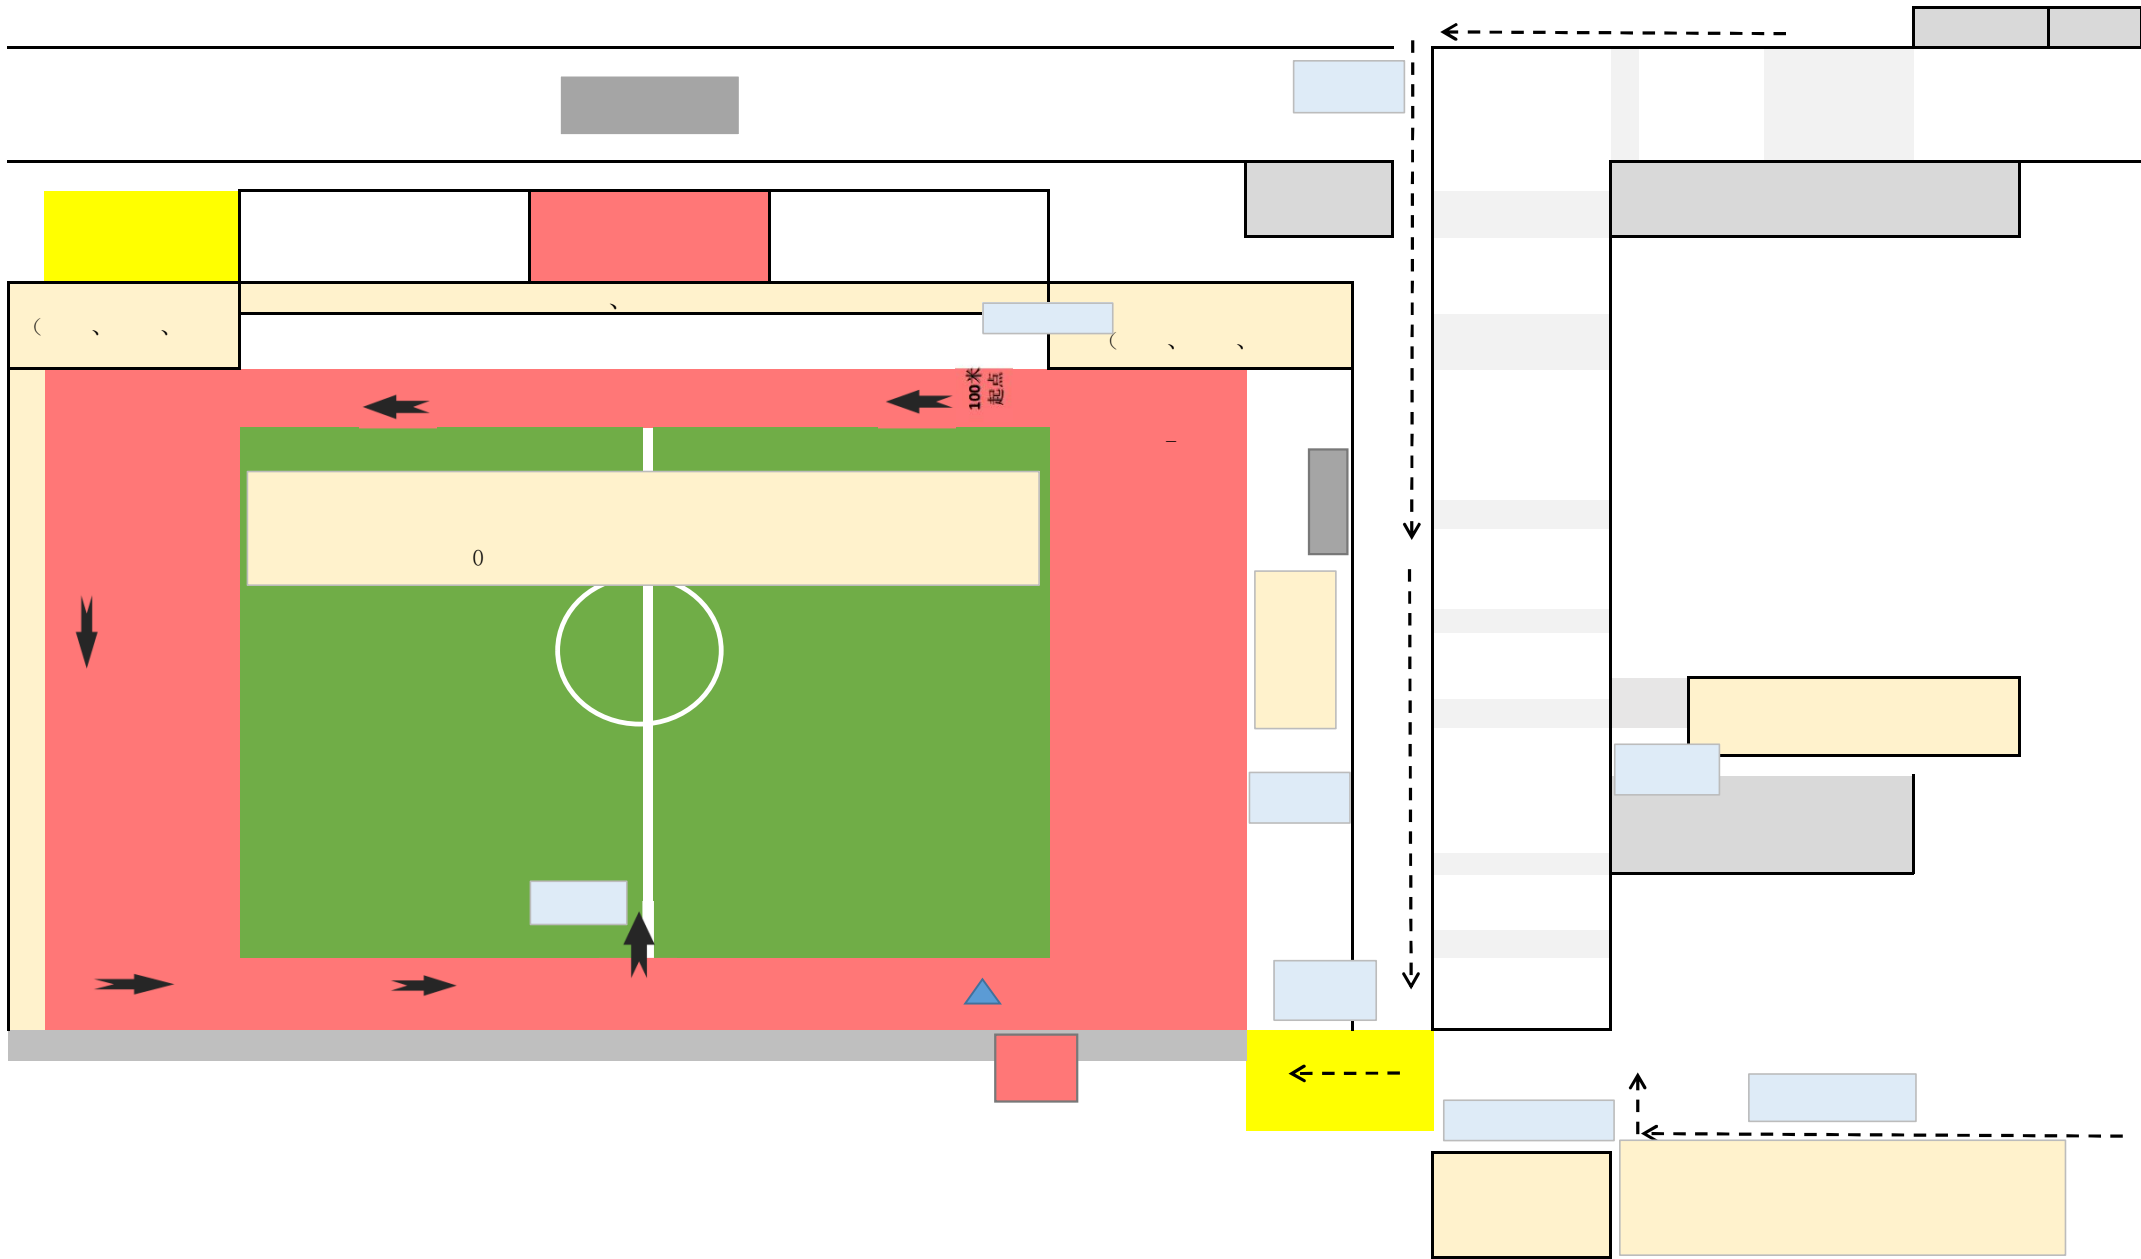 、
（ 、 、
（ 、 、
100米
起点
_
0